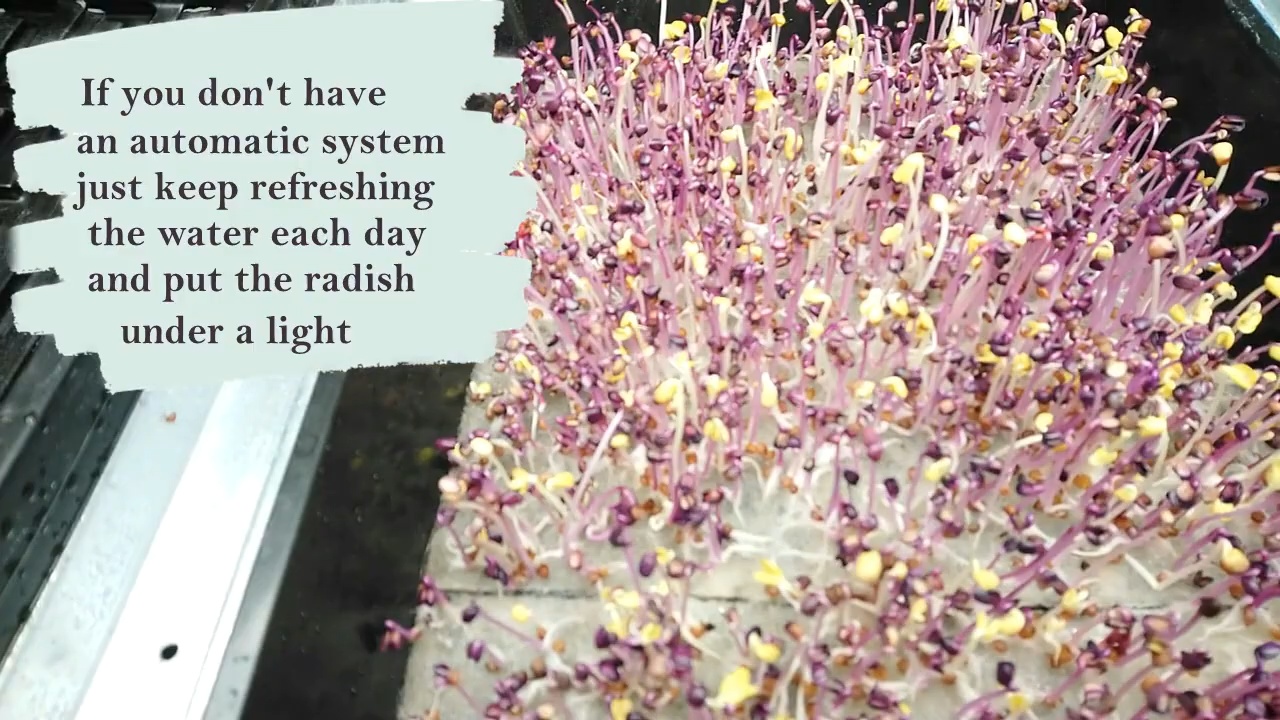 If you don't have
an automatic system
just keep refreshing
the water each day
and put the radish
under a light